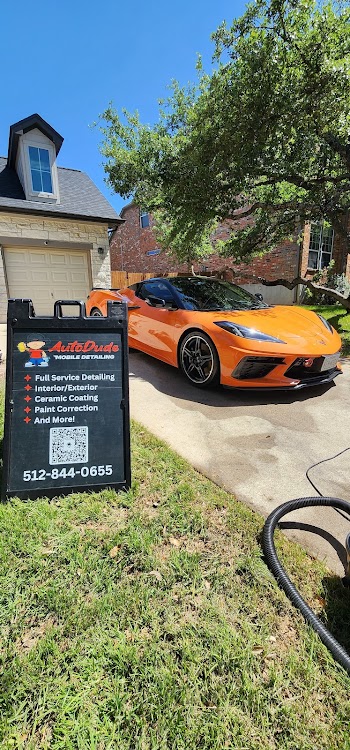 AutoDude
"MOBILE DETAILING
Full Service Detailing
Interior/Exterior
Ceramic Coating
Paint Correction
And More!
512-844-0655